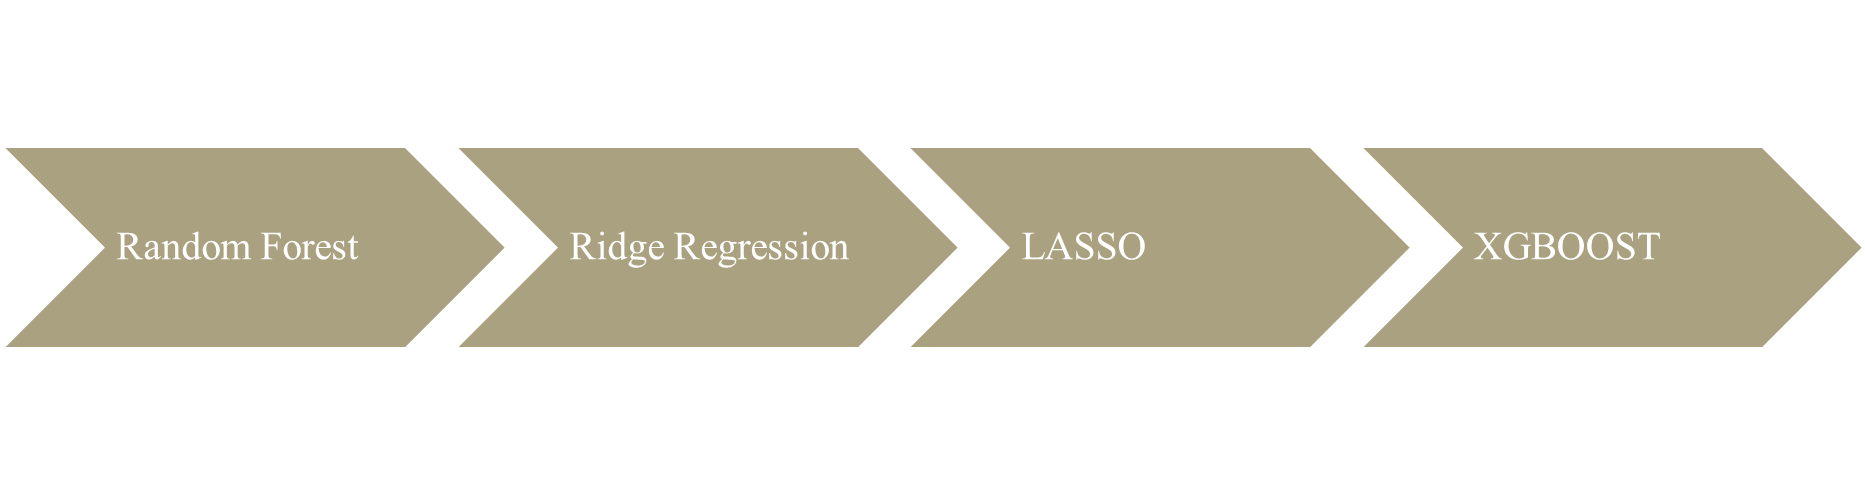 Random Forest
Ridge Regression
LASSO
XGBOOST